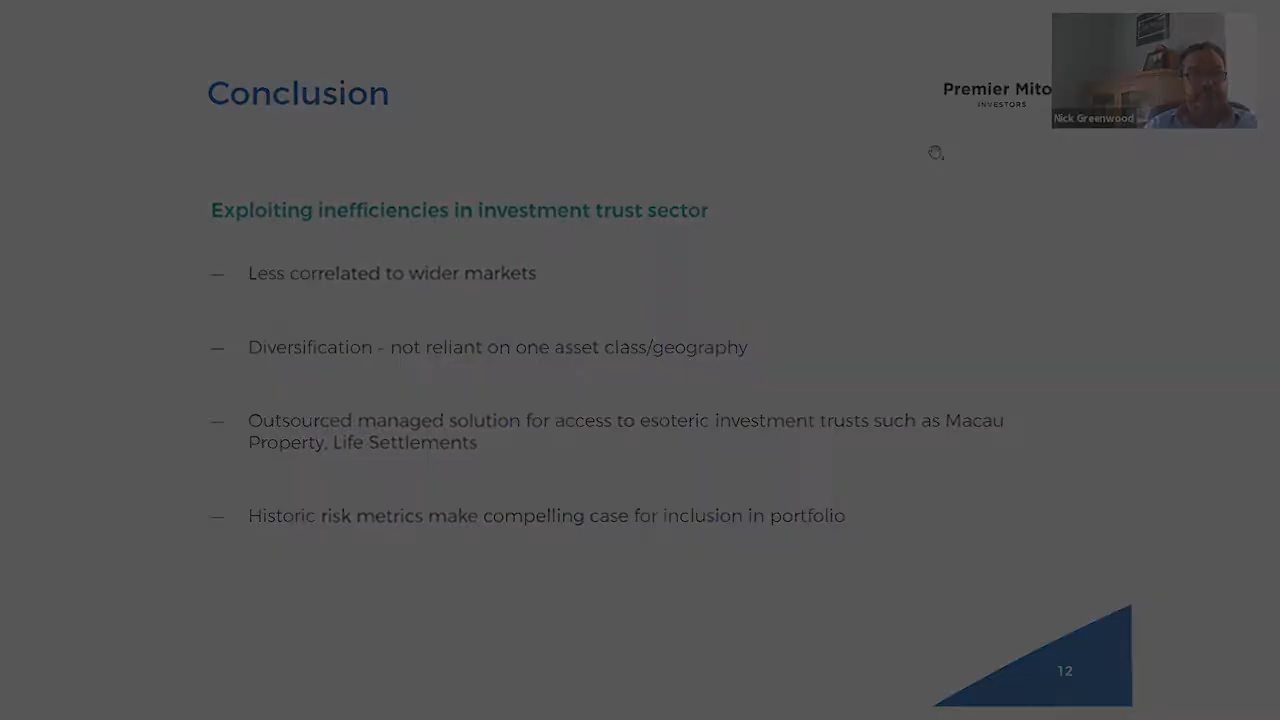 Conclusion
Premier Mito
INVESTORS
Nick Greenwood
Exploiting inefficiencies in investment trust sector
— Less correlated to wider markets
— Diversification - not reliant on one asset class/geography
— Outsourced managed solution for access to esoteric investment trusts such as Macau
Property, Life Settlements
— Historic risk metrics make compelling case for inclusion in portfolio
12